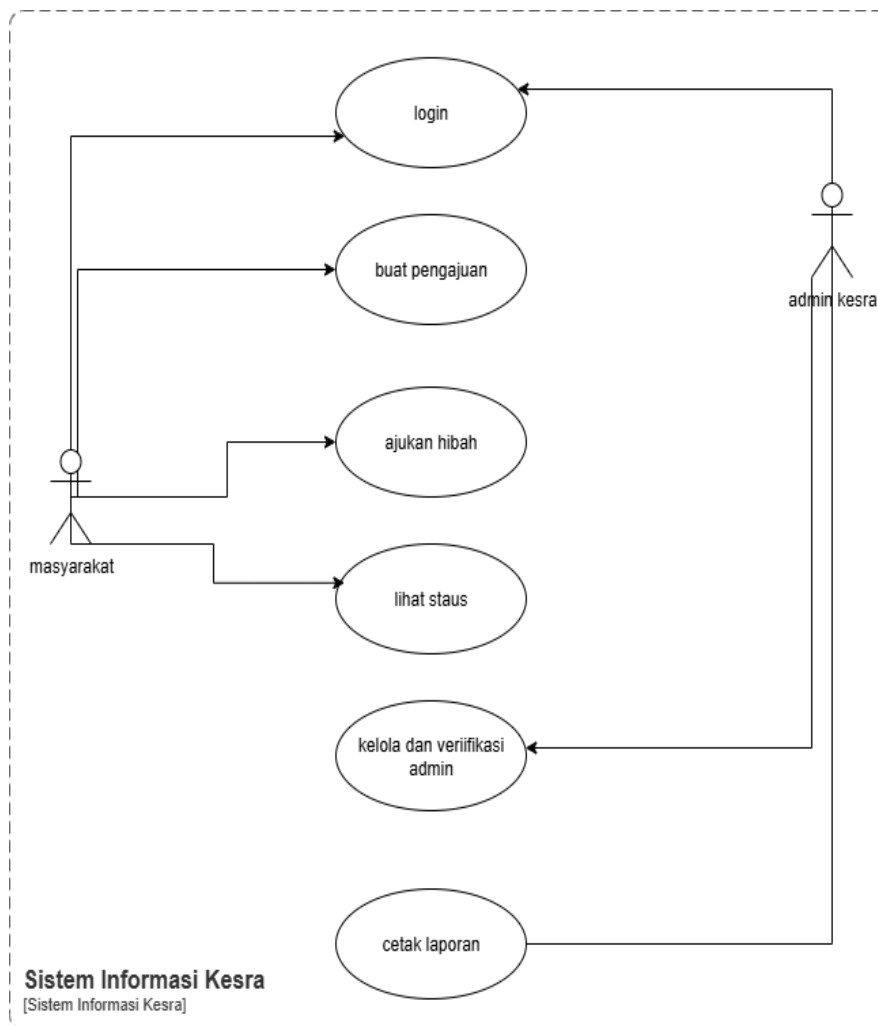 login
buat pengajuan
admin kesra
ajukan hibah
masyarakat
lihat staus
kelola dan veriifikasi
admin
cetak laporan
Sistem Informasi Kesra
[Sistem Informasi Kesra]